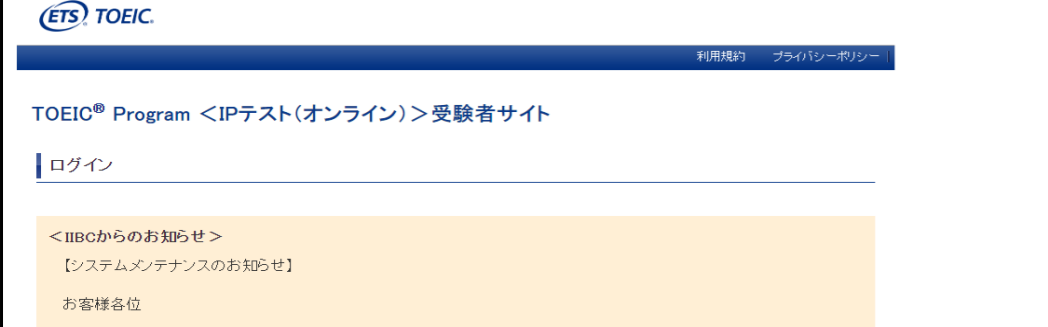 ETS® TOEIC®
利用規約 プライバシーポリシー
TOEIC® Program ＜IPテスト（オンライン）＞受験者サイト
ログイン
＜IIBCからのお知らせ＞
【システムメンテナンスのお知らせ】
お客様各位